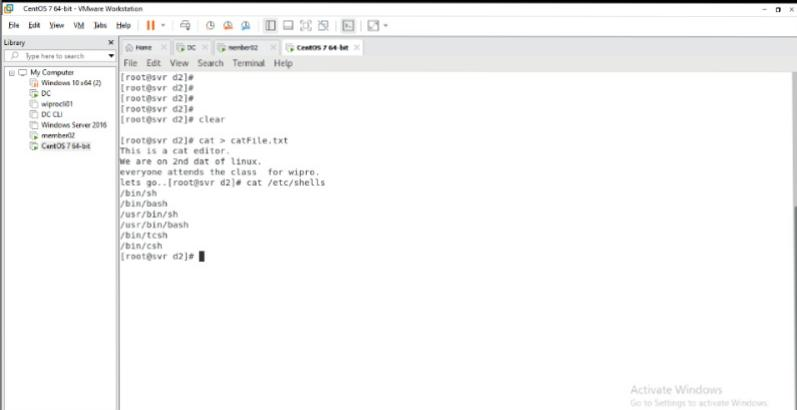 CentOS 7 64-bit - VMware Workstation
File Edit View VM Tabs Help
Library
Type here to search
My Computer
Windows 10 x64 (2)
DC
wiprocli01
DC CLI
Windows Server 2016
member02
CentOS 7 64-bit
Home DC member02 CentOS 7 64-bit
File Edit View Search Terminal Help
[root@svr d2]#
[root@svr d2]#
[root@svr d2]#
[root@svr d2]#
[root@svr d2]# clear
[root@svr d2]# cat > catFile.txt
This is a cat editor.
We are on 2nd dat of linux.
everyone attends the class  for wipro.
lets go..[root@svr d2]# cat /etc/shells
/bin/sh
/bin/bash
/usr/bin/sh
/usr/bin/bash
/bin/tcsh
/bin/csh
[root@svr d2]#
Activate Windows
Go to Settings to activate Windows.